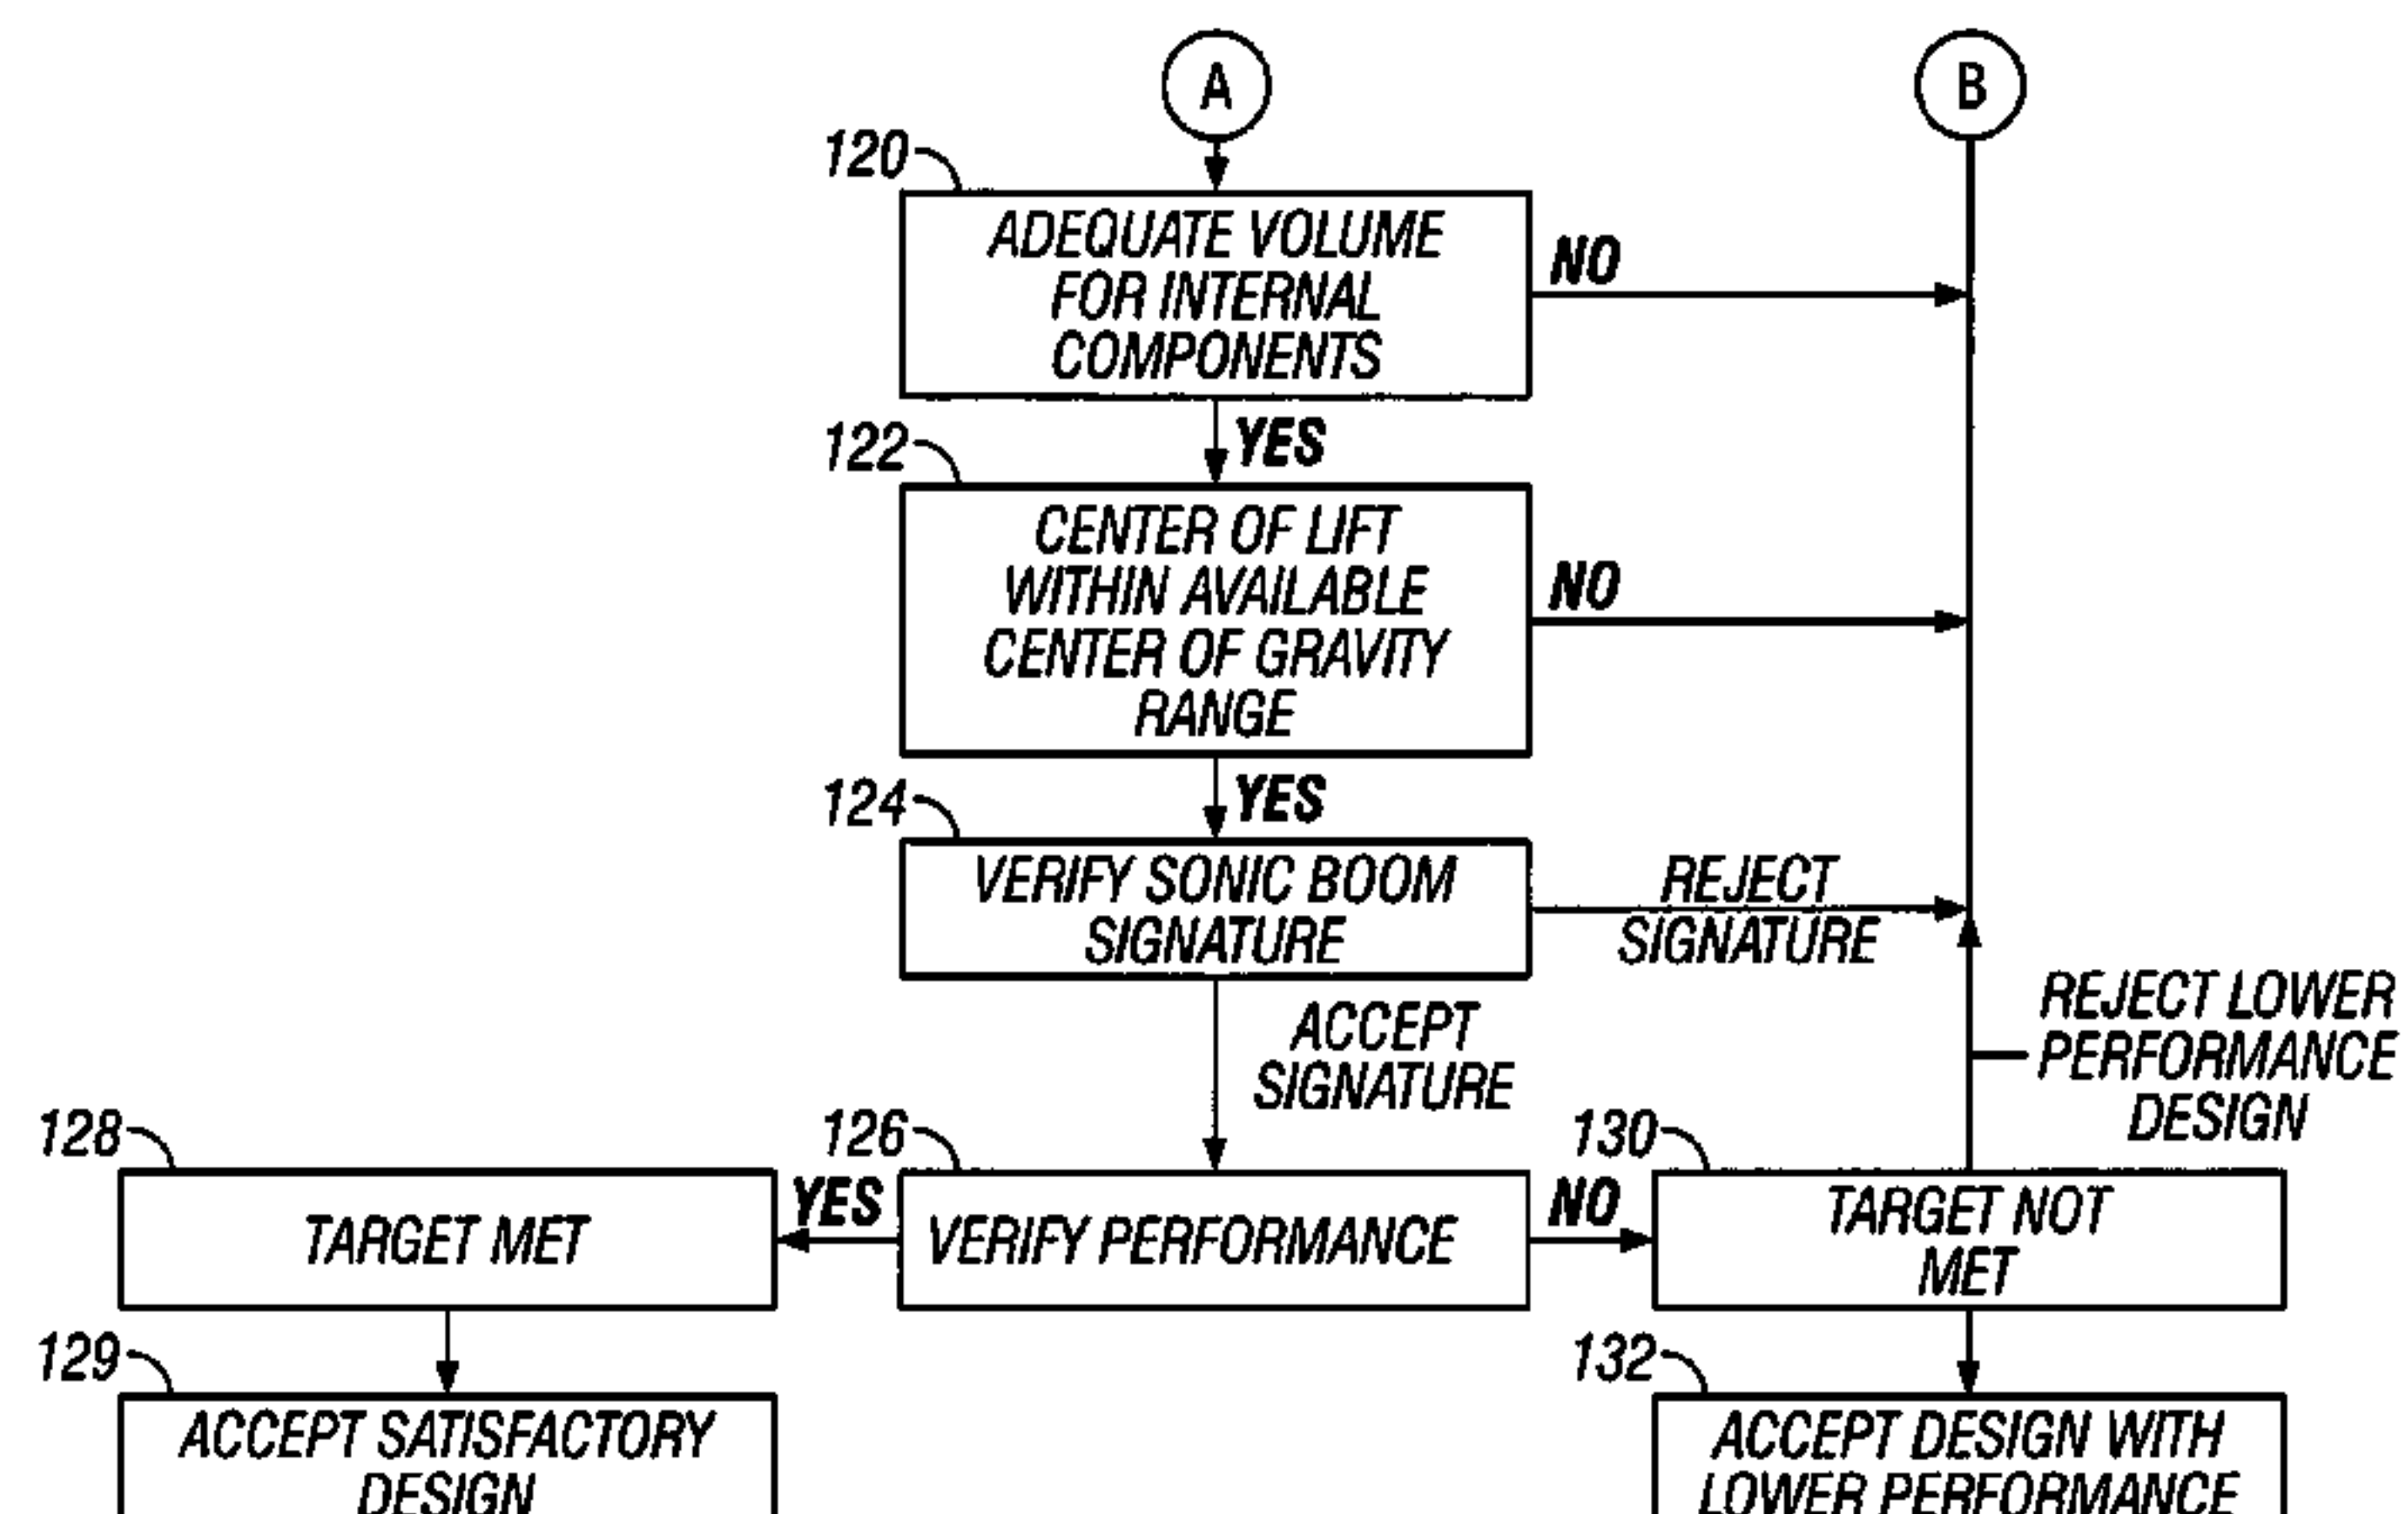 A
B
120
ADEQUATE VOLUME
FOR INTERNAL
COMPONENTS
NO
YES
122
CENTER OF LIFT
WITHIN AVAILABLE
CENTER OF GRAVITY
RANGE
NO
YES
124
VERIFY SONIC BOOM
SIGNATURE
REJECT
SIGNATURE
ACCEPT
SIGNATURE
REJECT LOWER
PERFORMANCE
DESIGN
128
TARGET MET
YES
126
VERIFY PERFORMANCE
NO
130
TARGET NOT
MET
129
ACCEPT SATISFACTORY
DESIGN
132
ACCEPT DESIGN WITH
LOWER PERFORMANCE